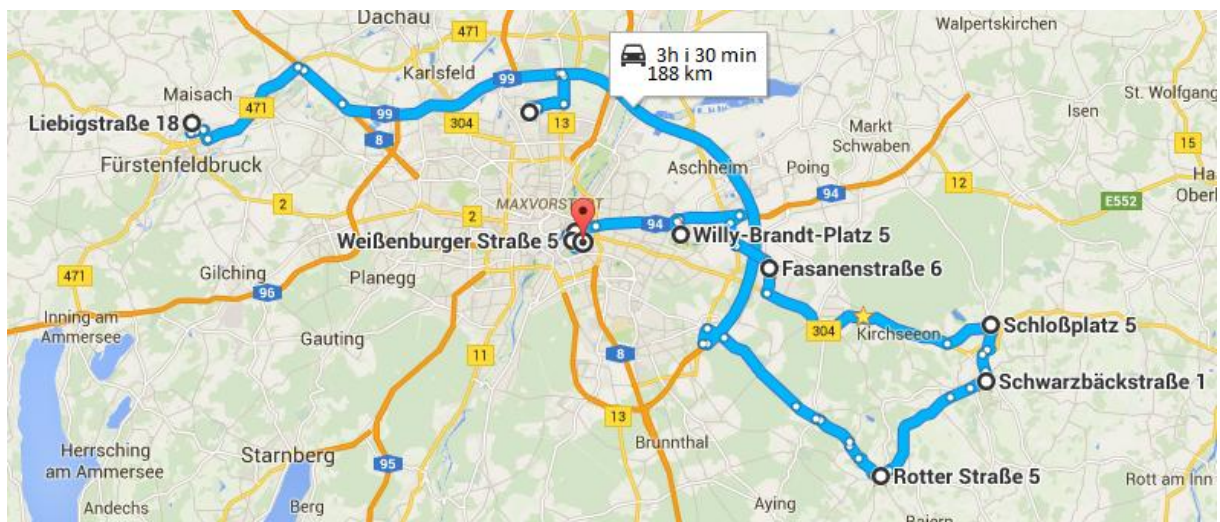 Dachau
Walpertskirchen
471
Karlsfeld
3h i 30 min
188 km
99
Maisach
471
99
Isen
St. Wolfgang
Liebigstraße 18
304
13
8
Markt
Schwaben
15
Fürstenfeldbruck
Aschheim
Poing
94
12
Ha
Oberl
2
MAXVORSTADT
E552
2
94
Weißenburger Straße 5
Willy-Brandt-Platz 5
471
Gilching
Planegg
Fasanenstraße 6
96
Inning am
Ammersee
Gauting
304
Kirchseeon
Schloßplatz 5
11
8
Schwarzbäckstraße 1
13
Herrsching
am Ammersee
Starnberg
Brunnthal
95
Rotter Straße 5
Rott am Inn
Andechs
Berg
Aying